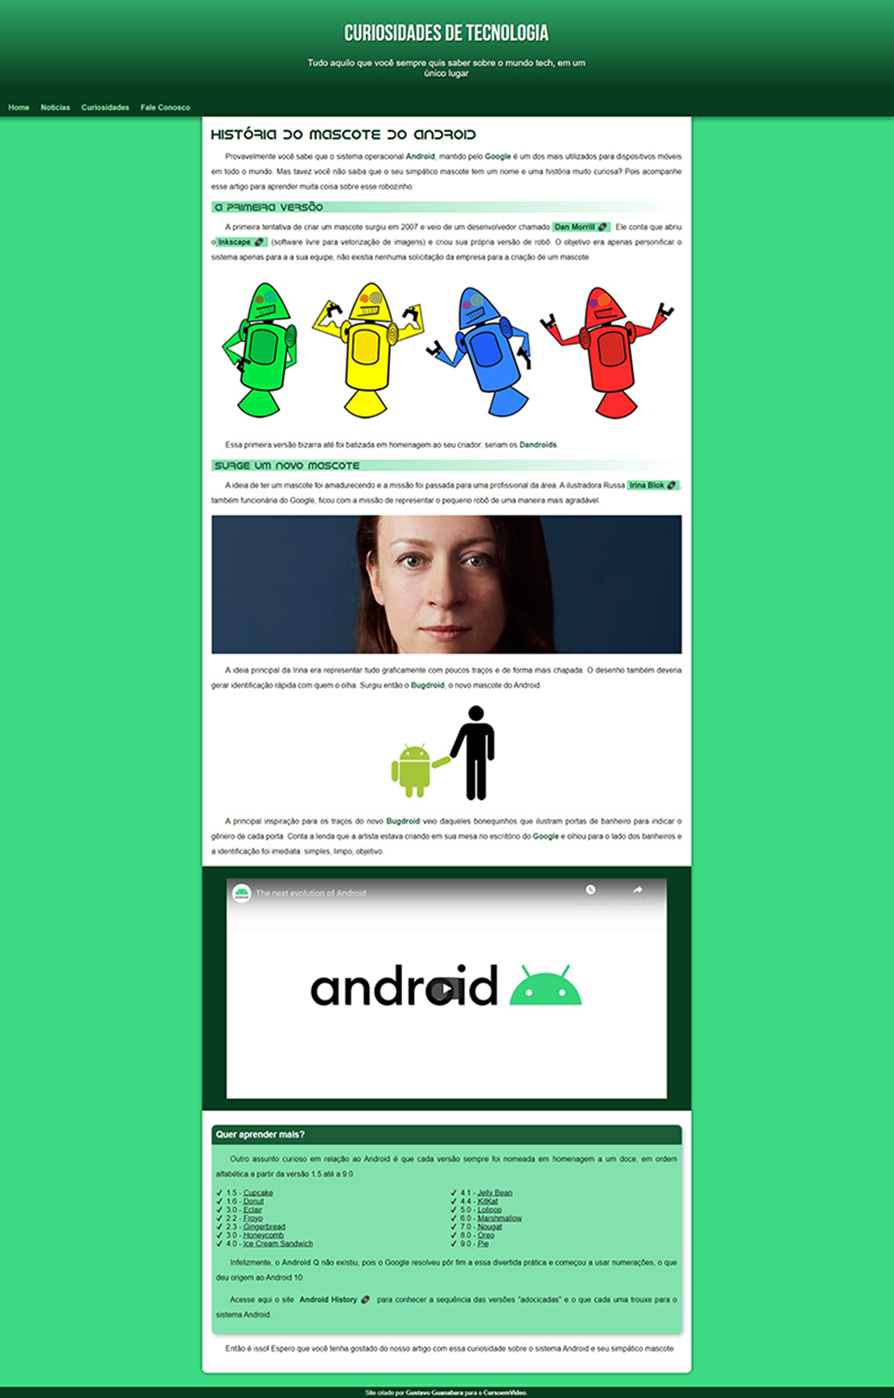 CURIOSIDADES DE TECNOLOGIA
Tudo aquilo que você sempre quis saber sobre o mundo tech, em um
único lugar
Home Notícias Curiosidades Fale Conosco
História do Mascote do Android
Provavelmente você sabe que o sistema operacional Android, mantido pelo Google é um dos mais utilizados para dispositivos móveis
em todo o mundo. Mas tavez você não saiba que o seu simpático mascote tem um nome e uma história muito curiosa? Pois acompanhe
esse artigo para aprender muita coisa sobre esse robozinho.
A primeira versão
A primeira tentativa de criar um mascote surgiu em 2007 e veio de um desenvolvedor chamado Dan Morrill . Ele conta que abriu
o Inkscape (software livre para vetorização de imagens) e criou sua própria versão de robô. O objetivo era apenas personificar o
sistema apenas para a a sua equipe, não existia nenhuma solicitação da empresa para a criação de um mascote.
Essa primeira versão bizarra até foi batizada em homenagem ao seu criador: seriam os Dandroids.
Surge um novo mascote
A ideia de ter um mascote foi amadurecendo e a missão foi passada para uma profissional da área. A ilustradora Russa Irina Blok ,
também funcionária do Google, ficou com a missão de representar o pequeno robô de uma maneira mais agradável.
A ideia principal da Irina era representar tudo graficamente com poucos traços e de forma mais chapada. O desenho também deveria
gerar identificação rápida com quem o olha. Surgiu então o Bugdroid, o novo mascote do Android.
A principal inspiração para os traços do novo Bugdroid veio daqueles bonequinhos que ilustram portas de banheiro para indicar o
gênero de cada porta. Conta a lenda que a artista estava criando em sua mesa no escritório do Google e olhou para o lado dos banheiros e
a identificação foi imediata: simples, limpo, objetivo.
The next evolution of Android
android
Quer aprender mais?
Outro assunto curioso em relação ao Android é que cada versão sempre foi nomeada em homenagem a um doce, em ordem
alfabética a partir da versão 1.5 até a 9.0.
✓ 1.5 - Cupcake
✓ 1.6 - Donut
✓ 3.0 - Eclair
✓ 2.2 - Froyo
✓ 2.3 - Gingerbread
✓ 3.0 - Honeycomb
✓ 4.0 - Ice Cream Sandwich
✓ 4.1 - Jelly Bean
✓ 4.4 - KitKat
✓ 5.0 - Lolipop
✓ 6.0 - Marshmallow
✓ 7.0 - Nougat
✓ 8.0 - Oreo
✓ 9.0 - Pie
Infelizmente, o Android Q não existiu, pois o Google resolveu pôr fim a essa divertida prática e começou a usar numerações, o que
deu origem ao Android 10.
Acesse aqui o site Android History para conhecer a sequência das versões "adocicadas" e o que cada uma trouxe para o
sistema Android.
Então é isso! Espero que você tenha gostado do nosso artigo com essa curiosidade sobre o sistema Android e seu simpático mascote.
Site criado por Gustavo Guanabara para o CursoemVideo.